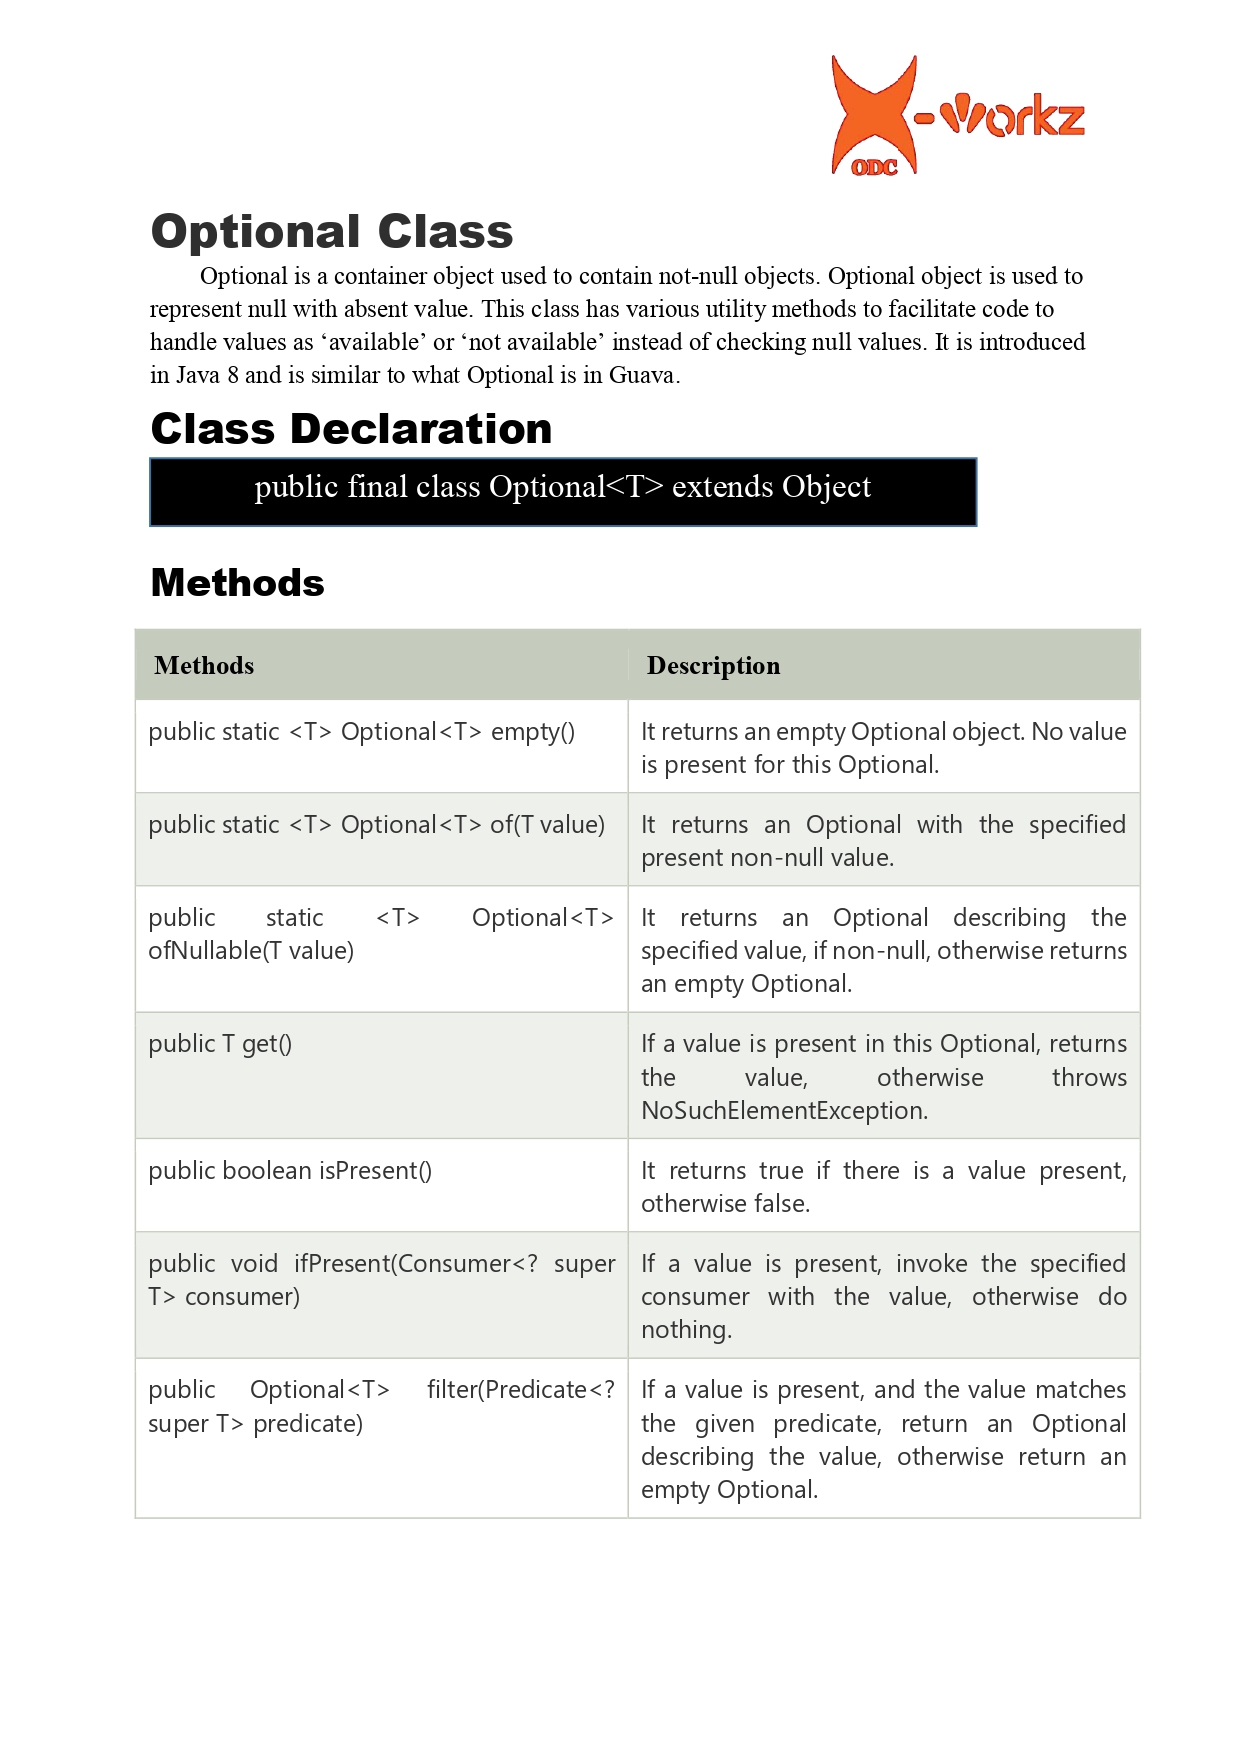 X-workz
ODC
Optional Class
Optional is a container object used to contain not-null objects. Optional object is used to
represent null with absent value. This class has various utility methods to facilitate code to
handle values as ‘available’ or ‘not available’ instead of checking null values. It is introduced
in Java 8 and is similar to what Optional is in Guava.
Class Declaration
public final class Optional<T> extends Object
Methods
Methods
Description
public static <T> Optional<T> empty()
It returns an empty Optional object. No value
is present for this Optional.
public static <T> Optional<T> of(T value)
It returns an Optional with the specified
present non-null value.
public static <T> Optional<T>
ofNullable(T value)
It returns an Optional describing the
specified value, if non-null, otherwise returns
an empty Optional.
public T get()
If a value is present in this Optional, returns
the value, otherwise throws
NoSuchElementException.
public boolean isPresent()
It returns true if there is a value present,
otherwise false.
public void ifPresent(Consumer<? super
T> consumer)
If a value is present, invoke the specified
consumer with the value, otherwise do
nothing.
public Optional<T> filter(Predicate<?
super T> predicate)
If a value is present, and the value matches
the given predicate, return an Optional
describing the value, otherwise return an
empty Optional.